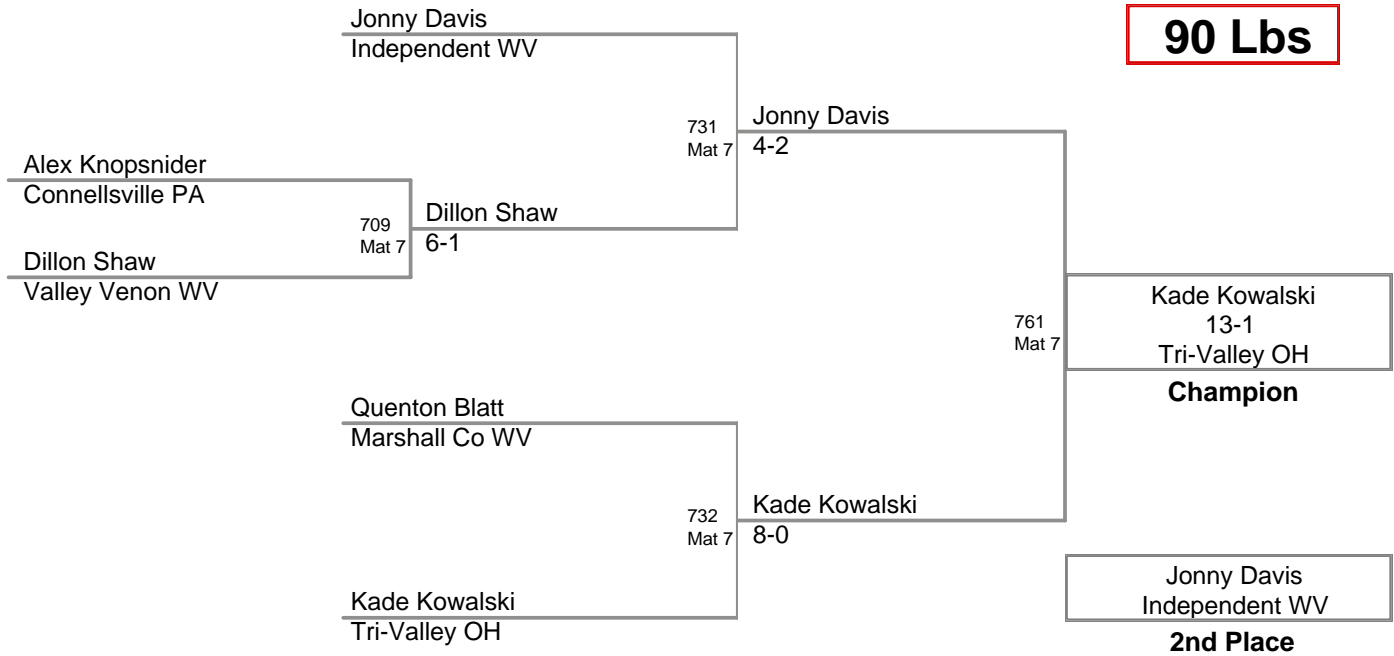 90 Lbs
Jonny Davis
Independent WV
731
Mat 7
Jonny Davis
4-2
Alex Knopsnider
Connellsville PA
709
Mat 7
Dillon Shaw
6-1
Dillon Shaw
Valley Venon WV
761
Mat 7
Kade Kowalski
13-1
Tri-Valley OH
Champion
Quenton Blatt
Marshall Co WV
732
Mat 7
Kade Kowalski
8-0
Kade Kowalski
Tri-Valley OH
Jonny Davis
Independent WV
2nd Place